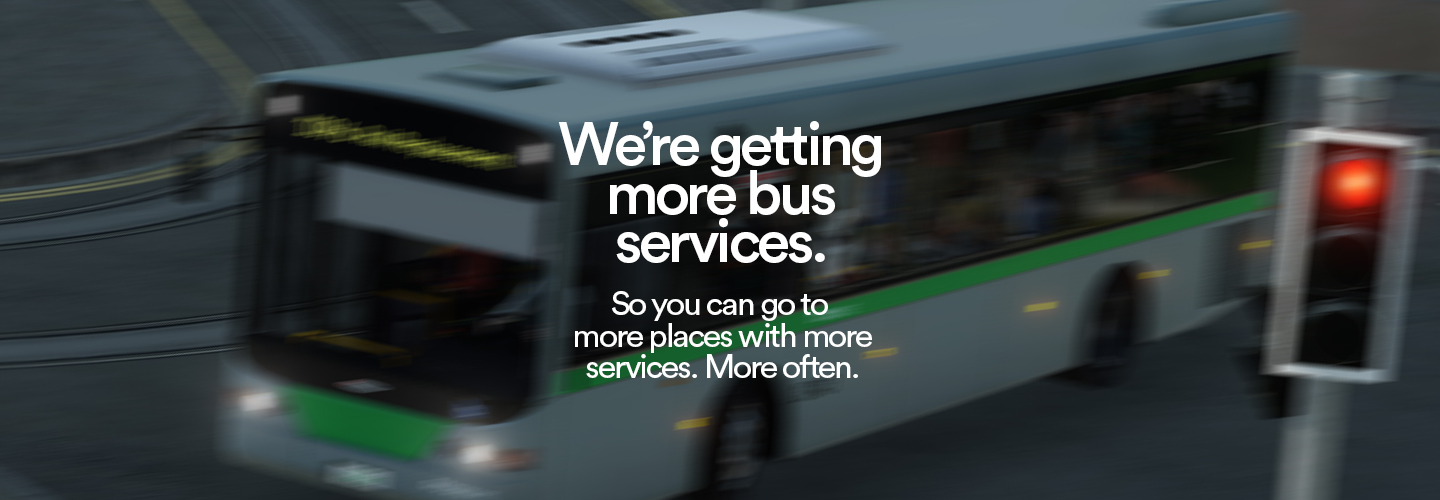 We’re getting
more bus
services.
So you can go to
more places with more
services. More often.